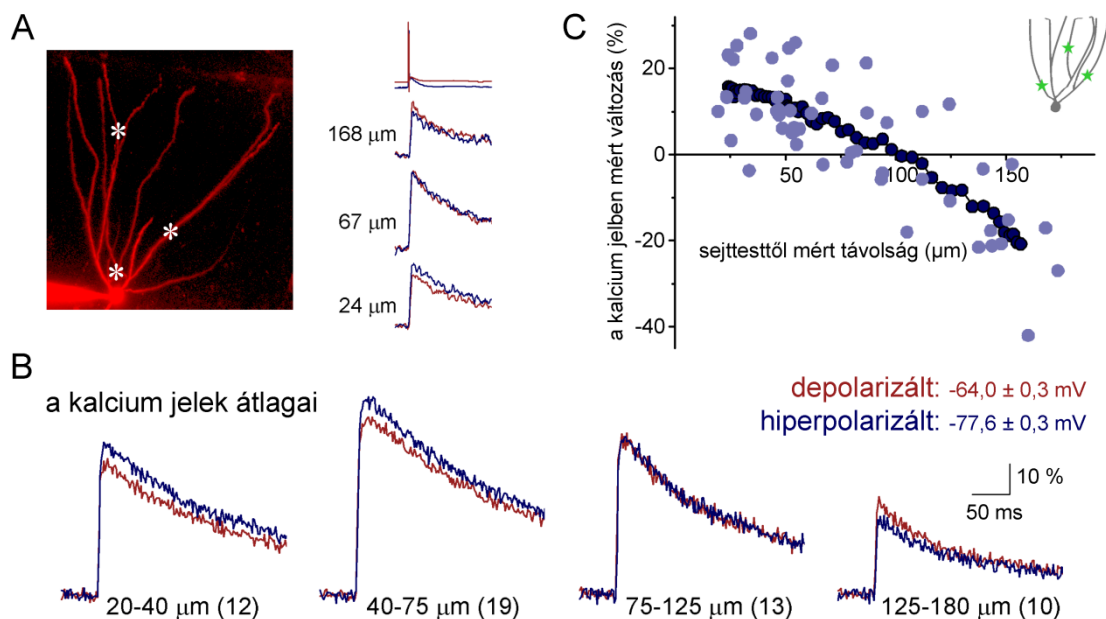 A
168 µm
67 µm
24 µm
C
a kalcium jelben mért változás (%)
20
0
-20
-40
50
100
150
sejttesttől mért távolság (µm)
B
a kalcium jelek átlagai
depolarizált: -64,0 ± 0,3 mV
hiperpolarizált: -77,6 ± 0,3 mV
10 %
50 ms
20-40 µm (12)
40-75 µm (19)
75-125 µm (13)
125-180 µm (10)